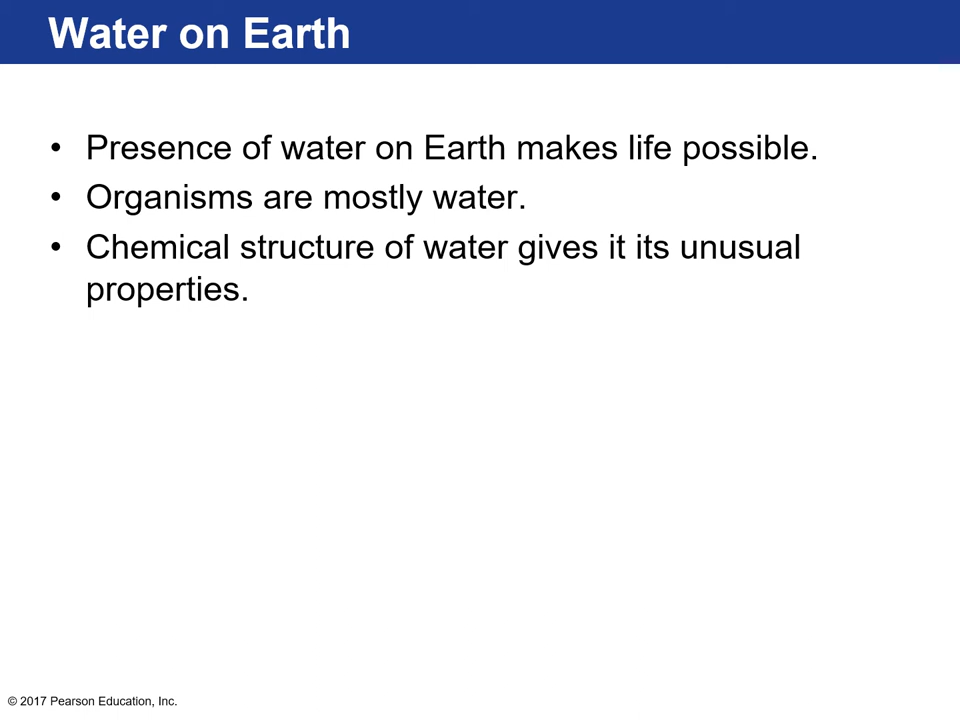 Water on Earth
• Presence of water on Earth makes life possible.
• Organisms are mostly water.
• Chemical structure of water gives it its unusual
properties.
© 2017 Pearson Education, Inc.